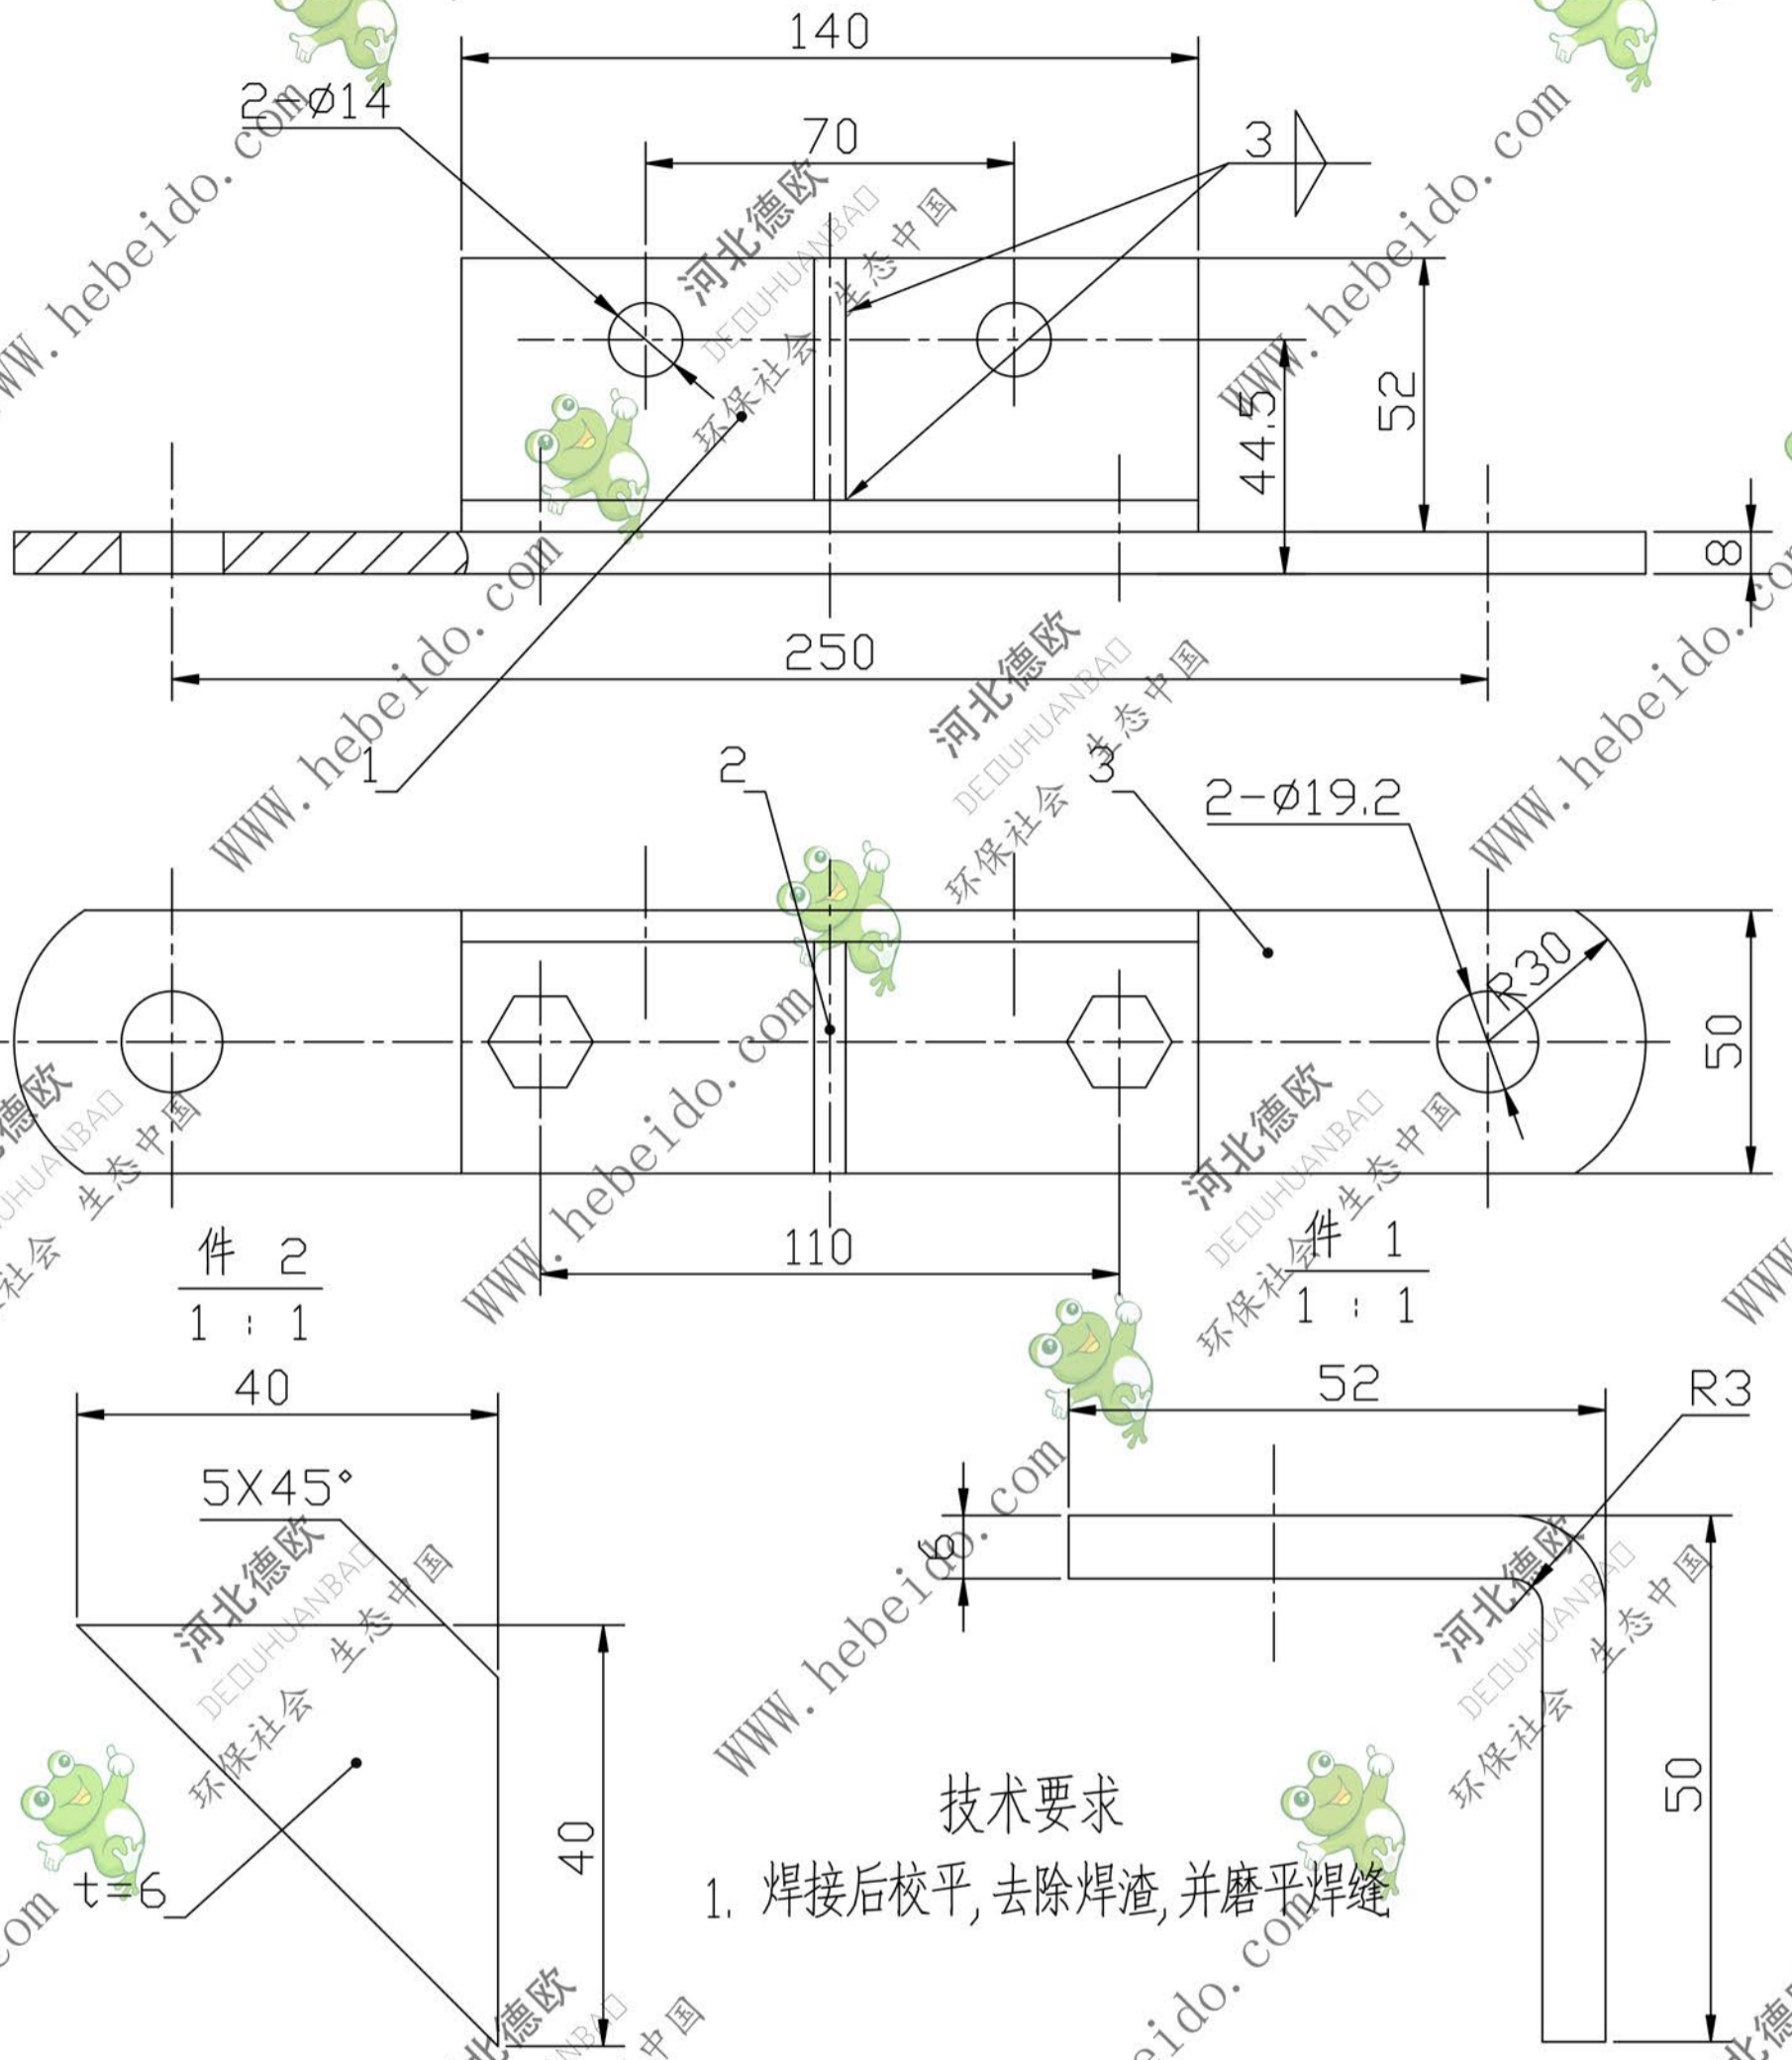 140
2-ø14
70
3
52
44.5
8
250
1
2
3
2-ø19.2
R30
50
110
件 2
1 : 1
件 1
1 : 1
40
5X45°
40
t=6
52
R3
6
50
技术要求
1. 焊接后校平,去除焊渣,并磨平焊缝
WWW.hebeido.com
河北德欧
DEOUHUANBAO
环保社会 生态中国